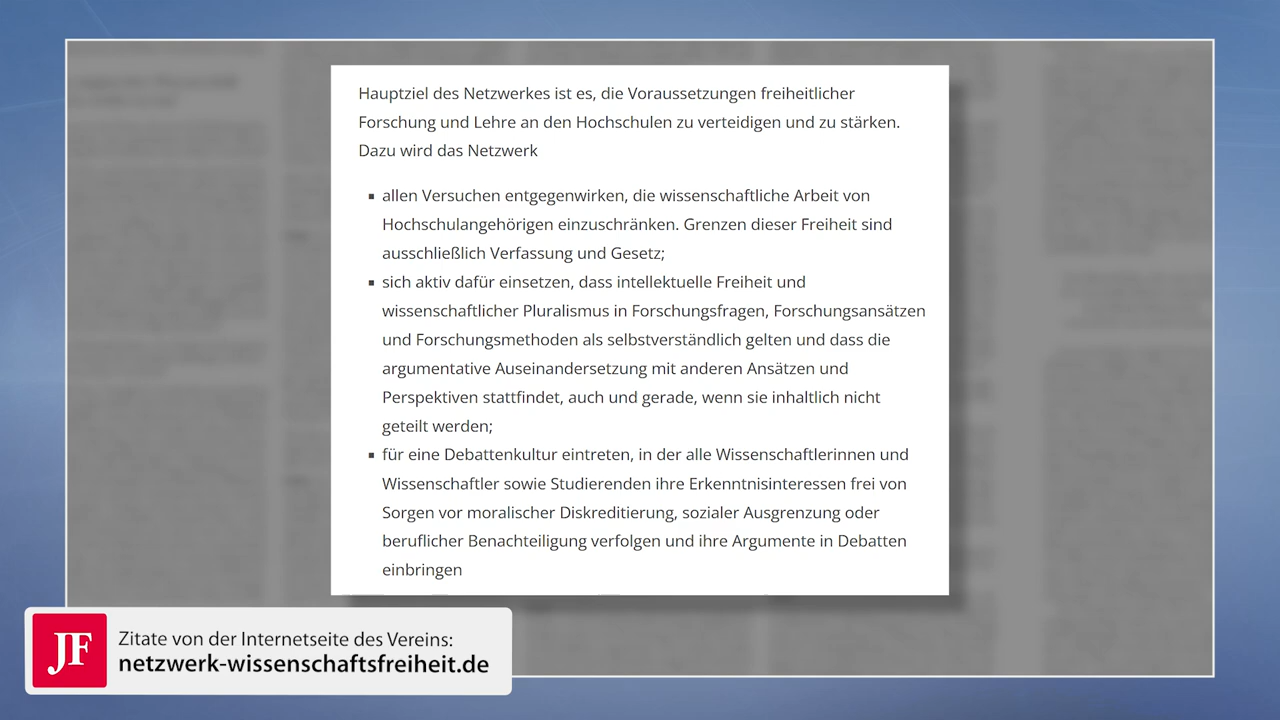 Hauptziel des Netzwerkes ist es, die Voraussetzungen freiheitlicher
Forschung und Lehre an den Hochschulen zu verteidigen und zu stärken.
Dazu wird das Netzwerk
▪ allen Versuchen entgegenwirken, die wissenschaftliche Arbeit von
Hochschulangehörigen einzuschränken. Grenzen dieser Freiheit sind
ausschließlich Verfassung und Gesetz;
▪ sich aktiv dafür einsetzen, dass intellektuelle Freiheit und
wissenschaftlicher Pluralismus in Forschungsfragen, Forschungsansätzen
und Forschungsmethoden als selbstverständlich gelten und dass die
argumentative Auseinandersetzung mit anderen Ansätzen und
Perspektiven stattfindet, auch und gerade, wenn sie inhaltlich nicht
geteilt werden;
▪ für eine Debattenkultur eintreten, in der alle Wissenschaftlerinnen und
Wissenschaftler sowie Studierenden ihre Erkenntnisinteressen frei von
Sorgen vor moralischer Diskreditierung, sozialer Ausgrenzung oder
beruflicher Benachteiligung verfolgen und ihre Argumente in Debatten
einbringen
JF
Zitate von der Internetseite des Vereins:
netzwerk-wissenschaftsfreiheit.de